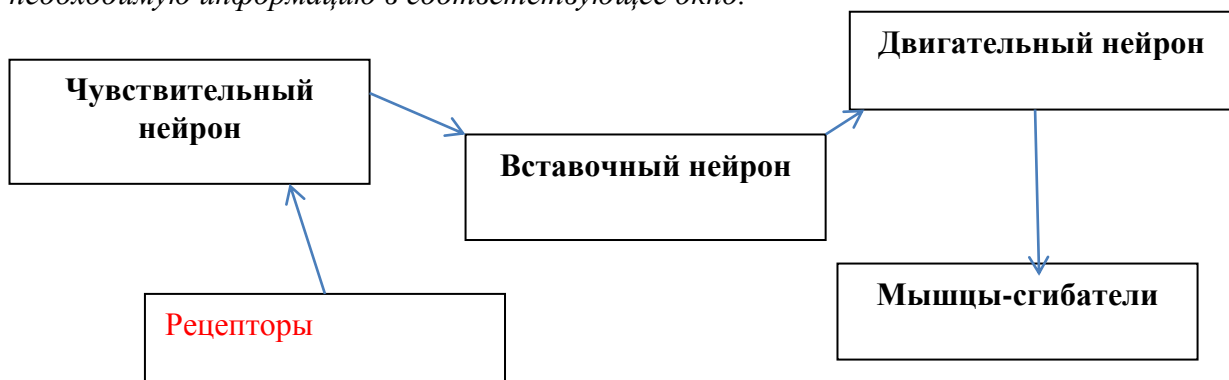 необходимую информацию в соответствующее окно.
Двигательный нейрон
Чувствительный
нейрон
Вставочный нейрон
Мышцы-сгибатели
Рецепторы